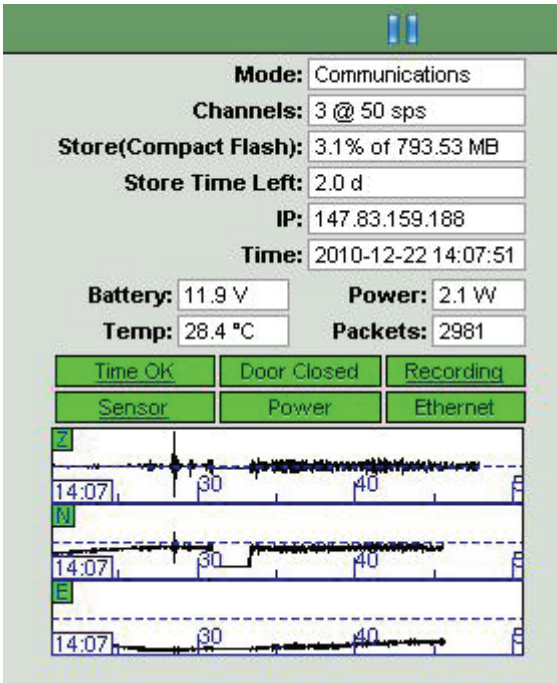 Mode: Communications
Channels: 3 @ 50 sps
Store(Compact Flash): 3.1% of 793.53 MB
Store Time Left: 2.0 d
IP: 147.83.159.188
Time: 2010-12-22 14:07:51
Battery: 11.9 V Power: 2.1 W
Temp: 28.4 °C Packets: 2981
Time OK Door Closed Recording
Sensor Power Ethernet
Z
14:07 30 40
N
14:07 30 40
E
14:07 30 40